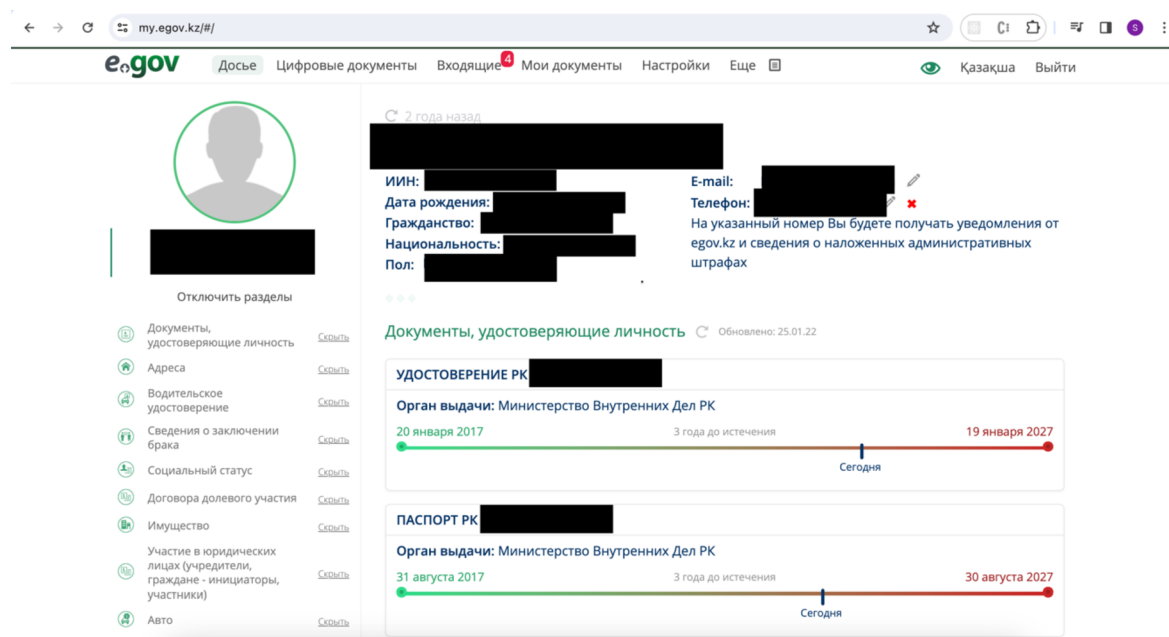 my.egov.kz/#/
S
egov
Досье
Цифровые документы
Входящие 4
Мои документы
Настройки
Еще
Қазақша
Выйти
Отключить разделы
Документы,
удостоверяющие личность
Скрыть
Адреса
Скрыть
Водительское
удостоверение
Скрыть
Сведения о заключении
брака
Скрыть
Социальный статус
Скрыть
Договора долевого участия
Скрыть
Имущество
Скрыть
Участие в юридических
лицах (учредители,
граждане - инициаторы,
участники)
Скрыть
Авто
Скрыть
2 года назад
ИИН:
Дата рождения:
Гражданство:
Национальность:
Пол:
E-mail:
Телефон:
На указанный номер Вы будете получать уведомления от
egov.kz и сведения о наложенных административных
штрафах
Документы, удостоверяющие личность
Обновлено: 25.01.22
УДОСТОВЕРЕНИЕ РК
Орган выдачи: Министерство Внутренних Дел РК
20 января 2017
3 года до истечения
19 января 2027
Сегодня
ПАСПОРТ РК
Орган выдачи: Министерство Внутренних Дел РК
31 августа 2017
3 года до истечения
30 августа 2027
Сегодня